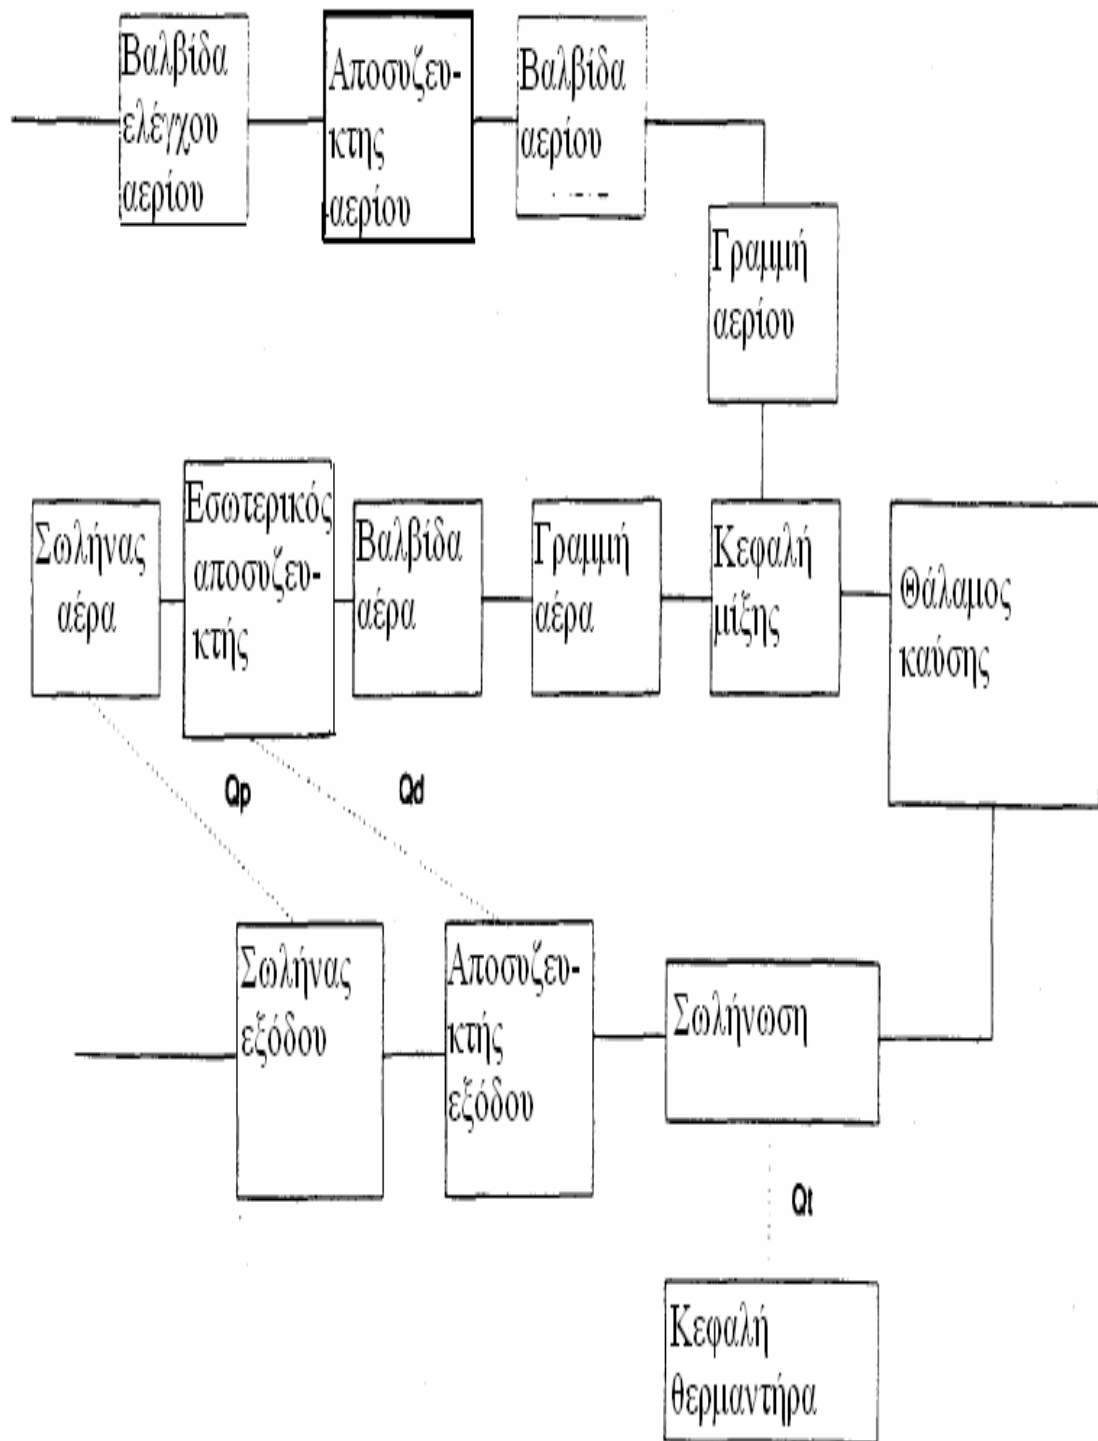 Βαλβίδα
ελέγχου
αερίου
Αποσυζευ-
κτης
αερίου
Βαλβίδα
αερίου
Γραμμή
αερίου
Σωλήνας
αέρα
Εσωτερικός
αποσυζευ-
κτής
Βαλβίδα
αέρα
Γραμμή
αέρα
Κεφαλή
μίξης
Θάλαμος
καύσης
Qp
Qd
Σωλήνας
εξόδου
Αποσυζευ-
κτής
εξόδου
Σωλήνωση
Qt
Κεφαλή
θερμαντήρα